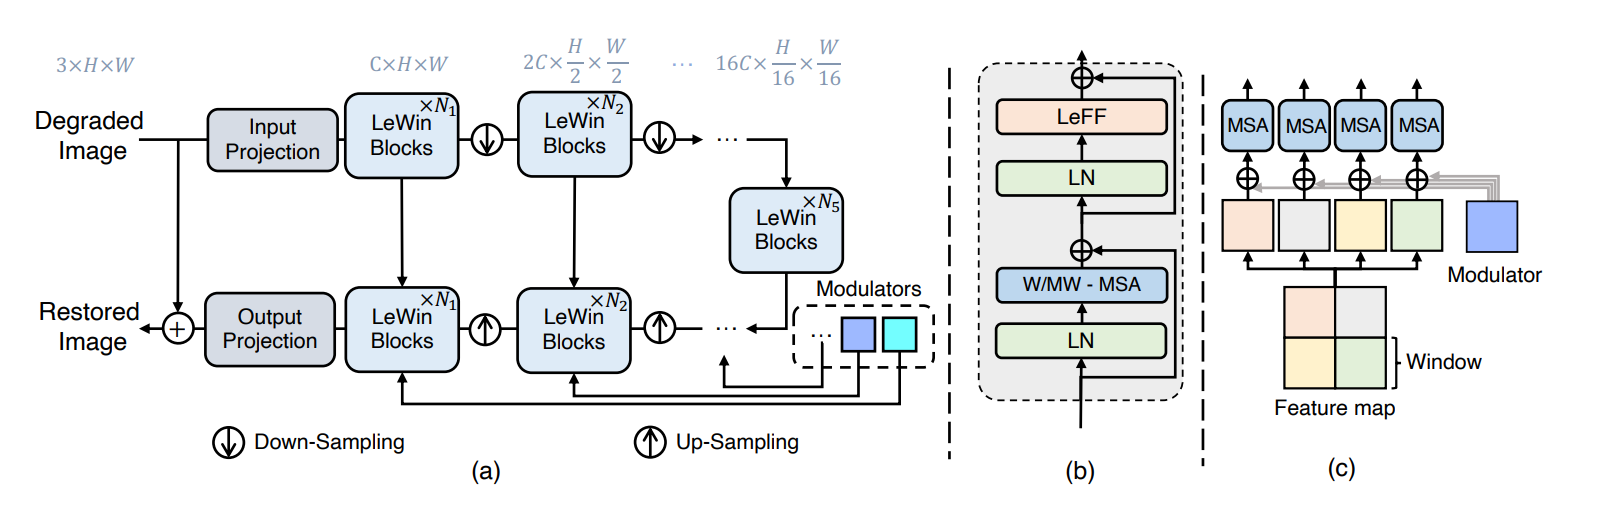 3×H×W
C×H×W
2C×H/2×W/2
...
16C×H/16×W/16
Degraded
Image
Input
Projection
×N₁
LeWin
Blocks
×N₂
LeWin
Blocks
...
×N₅
LeWin
Blocks
Restored
Image
+
Output
Projection
×N₁
LeWin
Blocks
×N₂
LeWin
Blocks
...
Modulators
...
Down-Sampling
Up-Sampling
(a)
LeFF
LN
W/MW - MSA
LN
(b)
MSA
MSA
MSA
MSA
Modulator
Window
Feature map
(c)